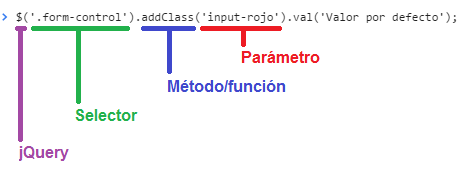 > $('.form-control').addClass('input-rojo').val('Valor por defecto');
Parámetro
Método/función
Selector
jQuery